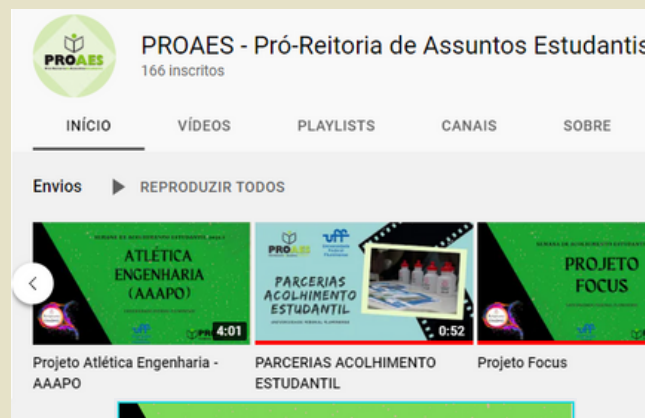 PROAES
PROAES - Pró-Reitoria de Assuntos Estudantis
166 inscritos
INÍCIO
VÍDEOS
PLAYLISTS
CANAIS
SOBRE
Envios
REPRODUZIR TODOS
ATLÉTICA
ENGENHARIA
(AAAPO)
uff
4:01
PROAES
uff
PARCERIAS
ACOLHIMENTO
ESTUDANTIL
0:52
PROJETO
FOCUS
uff
Projeto Atlética Engenharia -
AAAPO
PARCERIAS ACOLHIMENTO
ESTUDANTIL
Projeto Focus